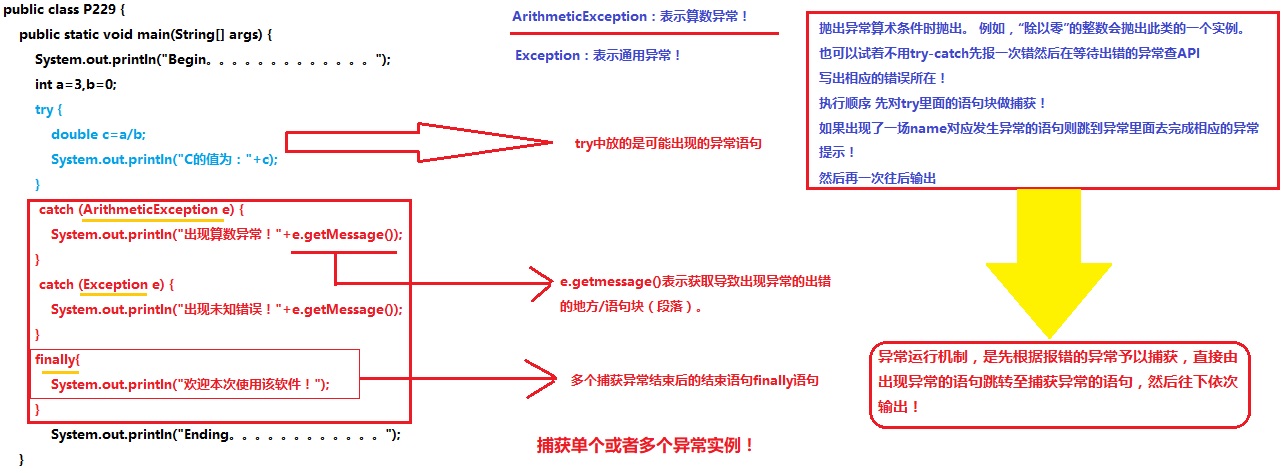 public class P229 {
public static void main(String[] args) {
System.out.println("Begin。。。。。。。。。。。。。");
int a=3,b=0;
try {
double c=a/b;
System.out.println("C的值为："+c);
}
catch (ArithmeticException e) {
System.out.println("出现算数异常！"+e.getMessage());
}
catch (Exception e) {
System.out.println("出现未知错误！"+e.getMessage());
}
finally{
System.out.println("欢迎本次使用该软件！");
}
System.out.println("Ending。。。。。。。。。。。。");
}
ArithmeticException：表示算数异常！
Exception：表示通用异常！
try中放的是可能出现的异常语句
e.getmessage()表示获取导致出现异常的出错
的地方/语句块（段落）。
多个捕获异常结束后的结束语句finally语句
捕获单个或者多个异常实例！
抛出异常算术条件时抛出。 例如，“除以零”的整数会抛出此类的一个实例。
也可以试着不用try-catch先报一次错然后在等待出错的异常查API
写出相应的错误所在！
执行顺序 先对try里面的语句块做捕获！
如果出现了一场name对应发生异常的语句则跳到异常里面去完成相应的异常
提示！
然后再一次往后输出
异常运行机制，是先根据报错的异常予以捕获，直接由
出现异常的语句跳转至捕获异常的语句，然后往下依次
输出！